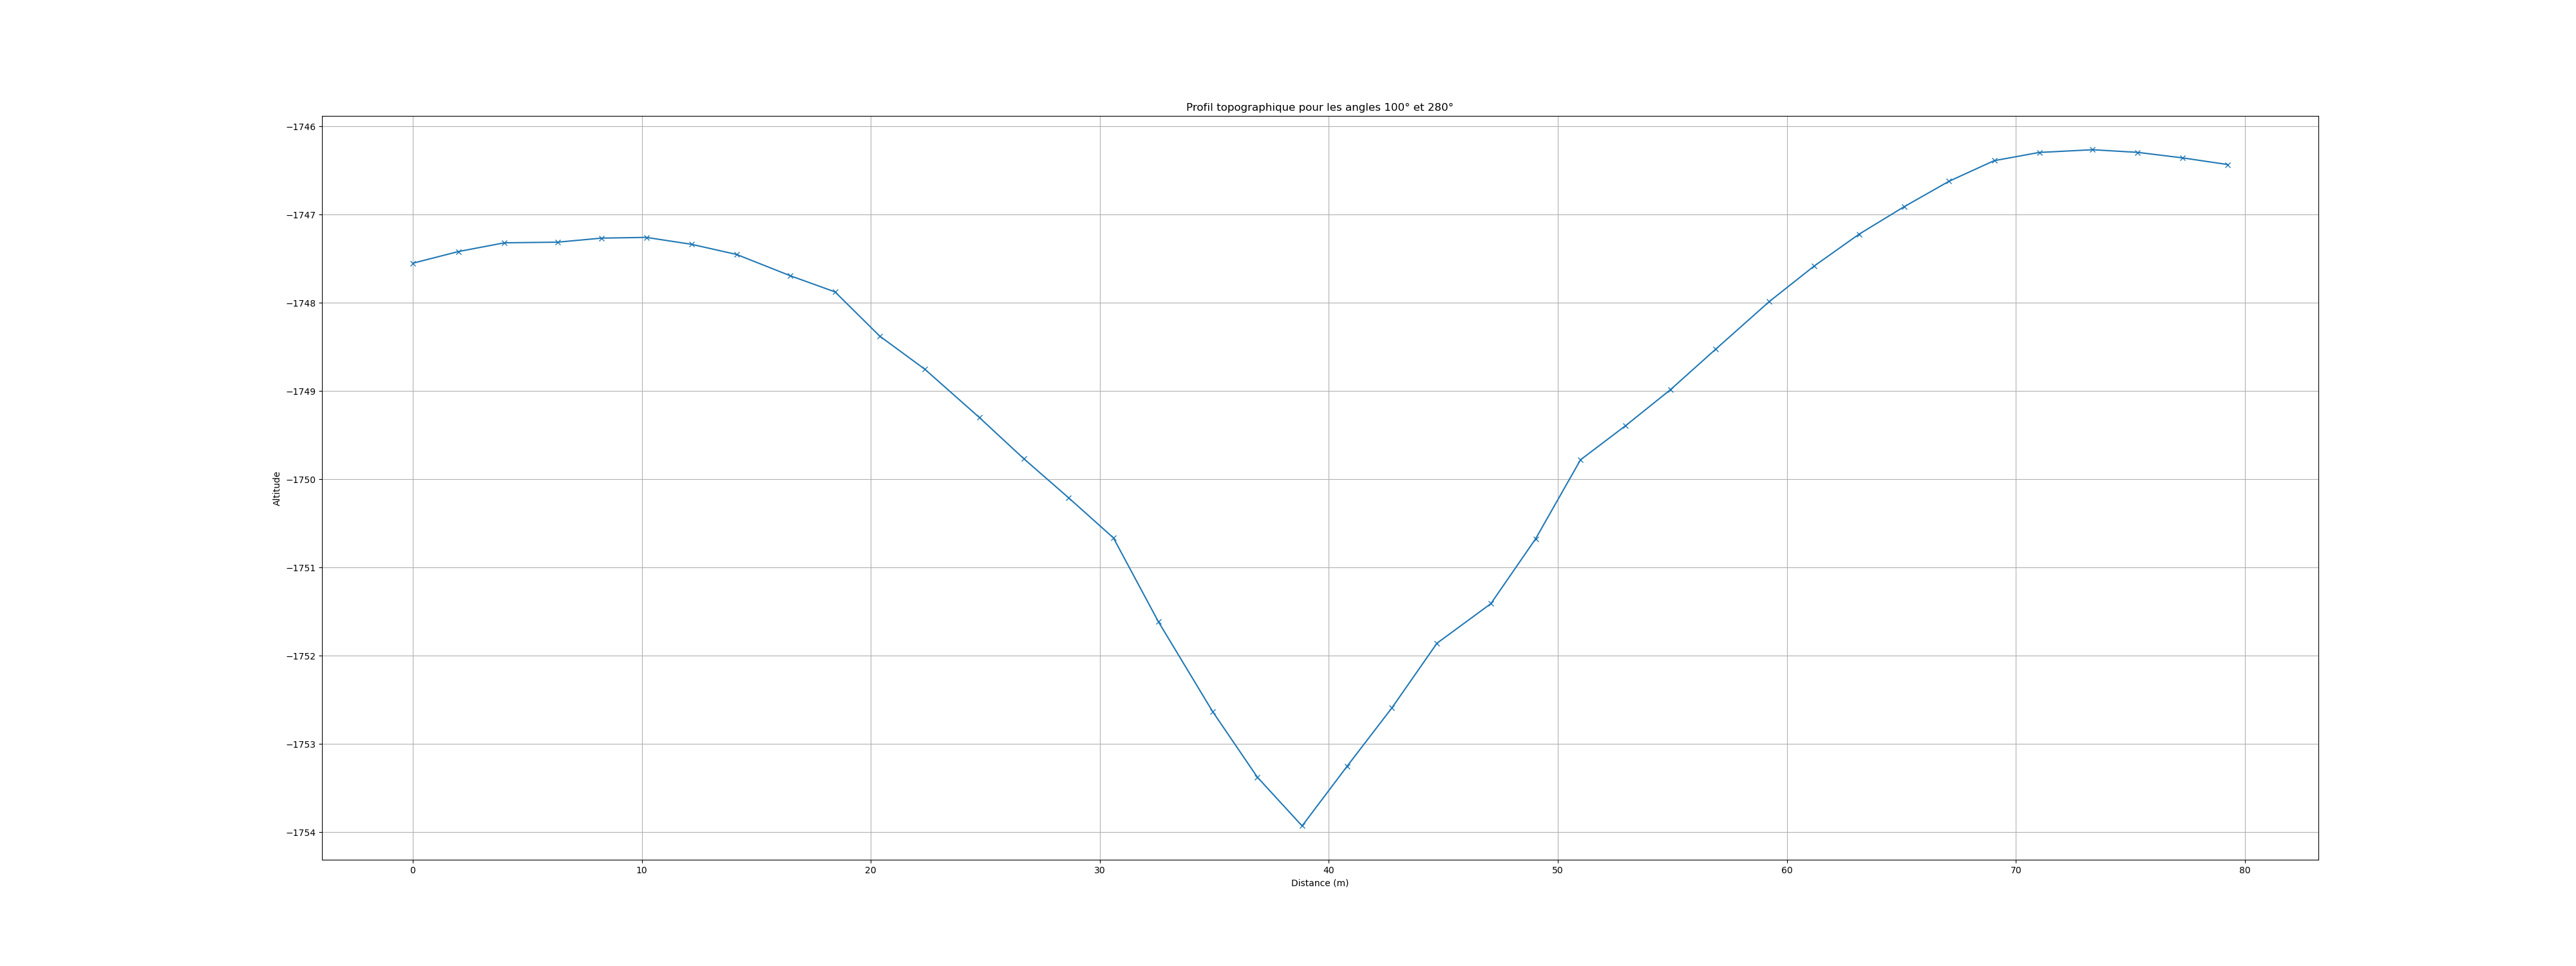 Profil topographique pour les angles 100° et 280°
−1746
−1747
−1748
−1749
−1750
−1751
−1752
−1753
−1754
Altitude
0 10 20 30 40 50 60 70 80
Distance (m)